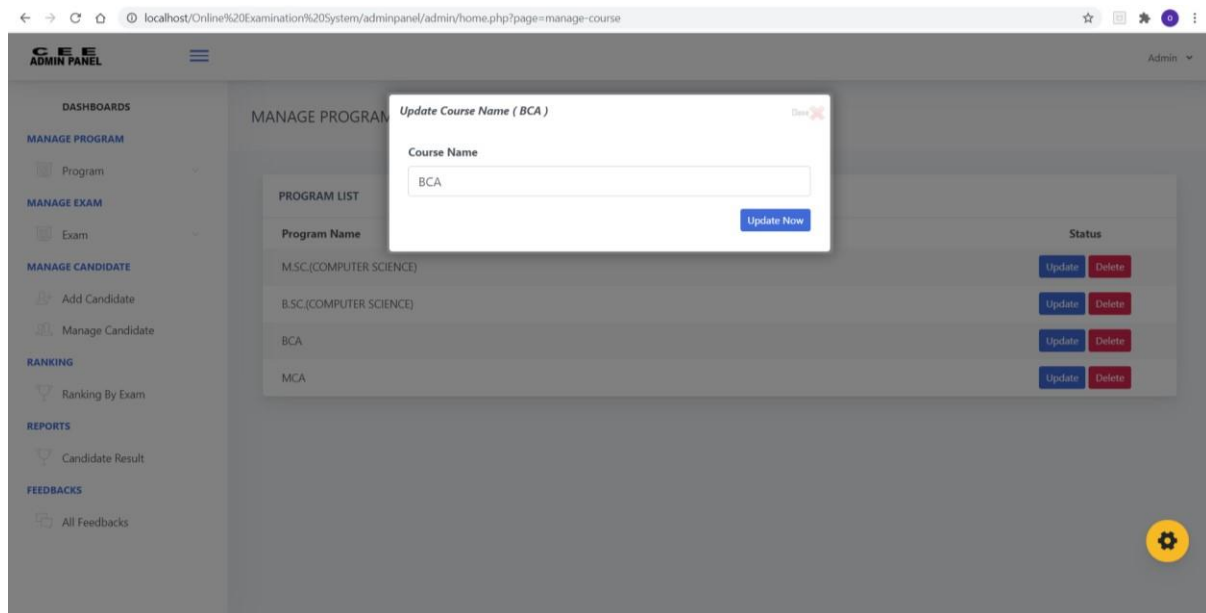 localhost/Online%20Examination%20System/adminpanel/admin/home.php?page=manage-course
o
C E E
ADMIN PANEL
Admin
DASHBOARDS
MANAGE PROGRAM
Program
MANAGE EXAM
Exam
MANAGE CANDIDATE
Add Candidate
Manage Candidate
RANKING
Ranking By Exam
REPORTS
Candidate Result
FEEDBACKS
All Feedbacks
MANAGE PROGRAM
Update Course Name ( BCA )
Close
Course Name
BCA
Update Now
PROGRAM LIST
Program Name Status
M.SC.(COMPUTER SCIENCE) Update Delete
B.SC.(COMPUTER SCIENCE) Update Delete
BCA Update Delete
MCA Update Delete